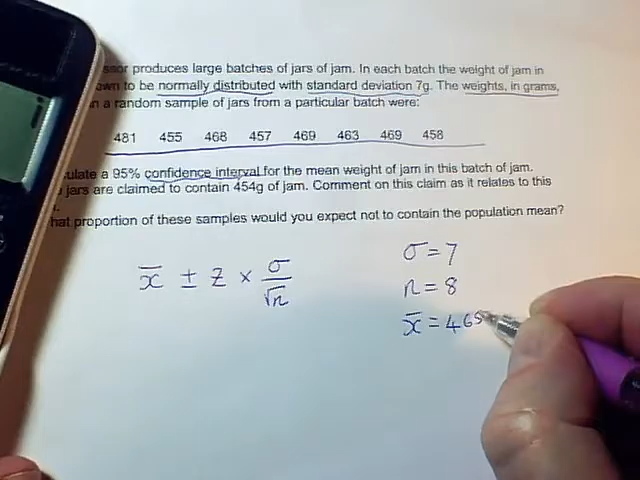 produces large batches of jars of jam. In each batch the weight of jam in
to be normally distributed with standard deviation 7g. The weights, in grams,
a random sample of jars from a particular batch were:
481 455 468 457 469 463 469 458
a 95% confidence interval for the mean weight of jam in this batch of jam.
jars are claimed to contain 454g of jam. Comment on this claim as it relates to this
proportion of these samples would you expect not to contain the population mean?
x̄ ± z × σ/√n
σ = 7
n = 8
x̄ = 465